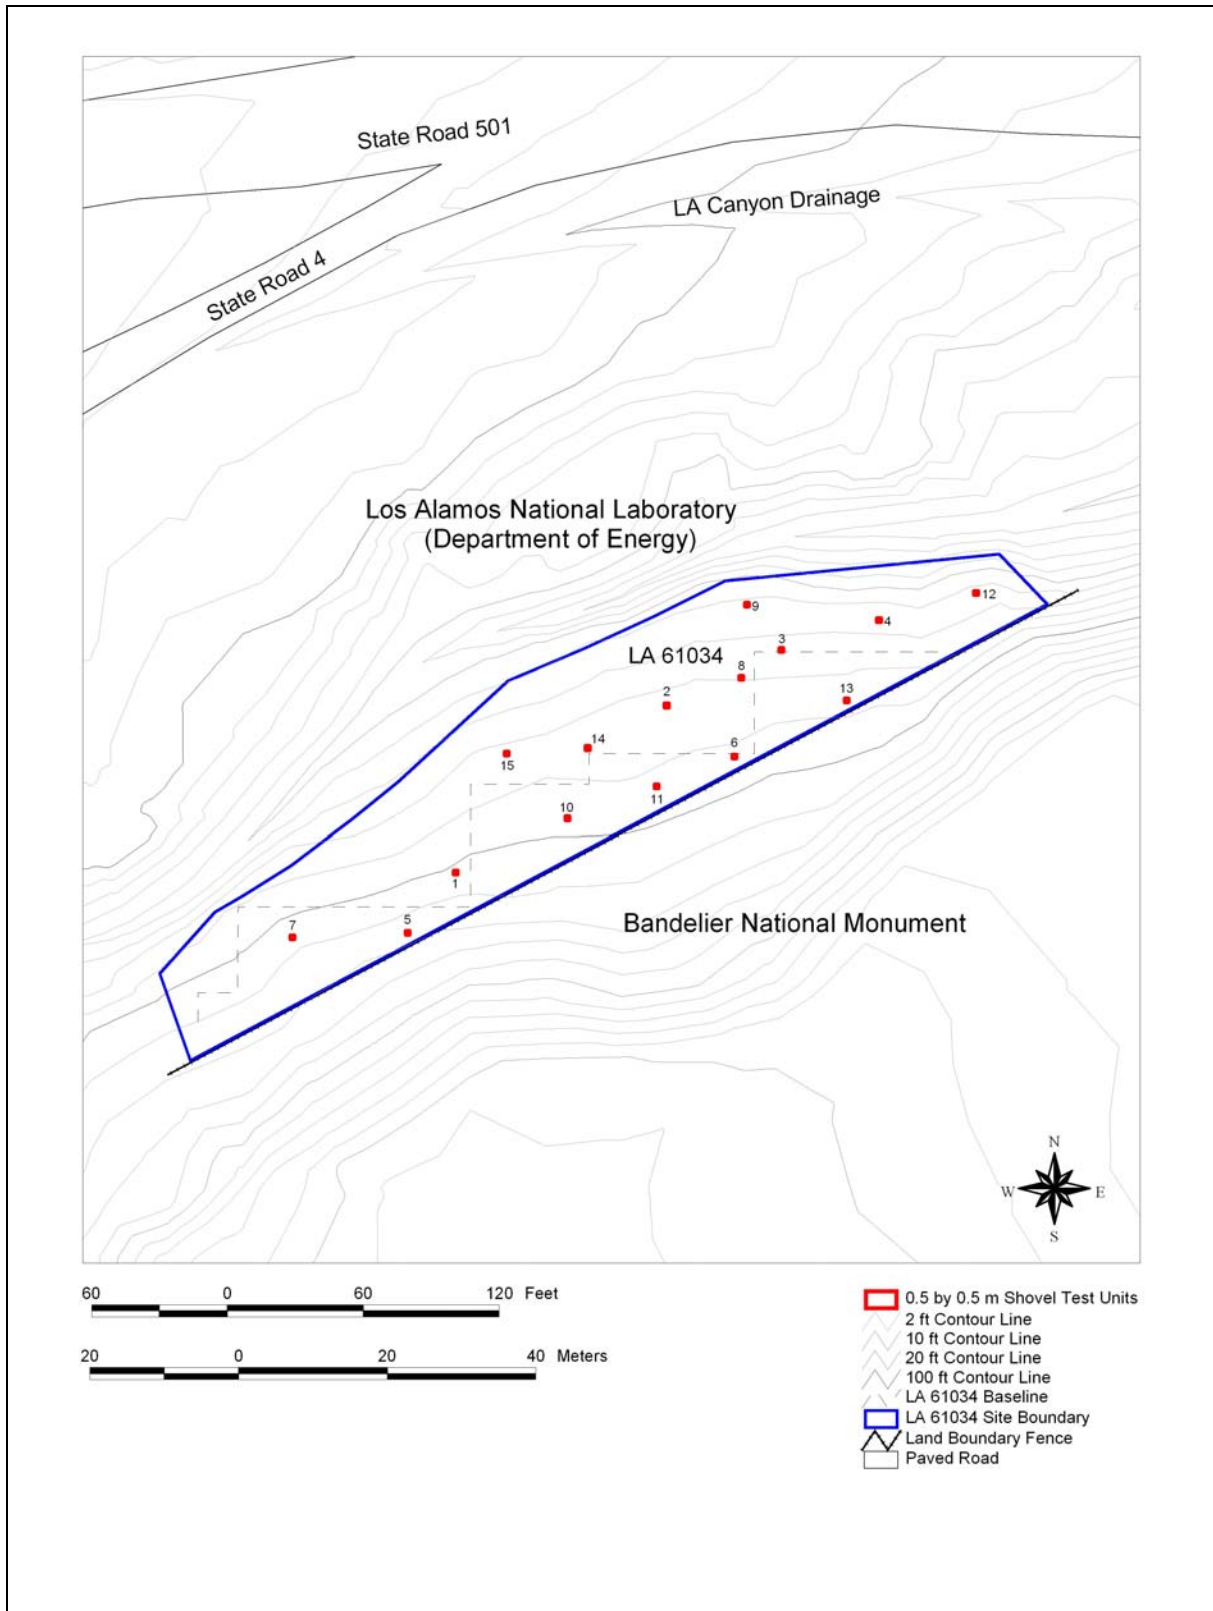 State Road 501
LA Canyon Drainage
State Road 4
Los Alamos National Laboratory
(Department of Energy)
12
9
4
3
LA 61034
8
13
2
14
6
15
11
10
1
7
5
Bandelier National Monument
N
W E
S
60 0 60 120 Feet
20 0 20 40 Meters
0.5 by 0.5 m Shovel Test Units
2 ft Contour Line
10 ft Contour Line
20 ft Contour Line
100 ft Contour Line
LA 61034 Baseline
LA 61034 Site Boundary
Land Boundary Fence
Paved Road